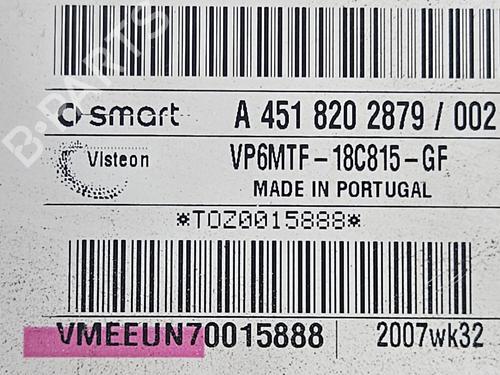 smart A 451 820 2879 / 002
Visteon VP6MTF-18C815-GF
MADE IN PORTUGAL
*TOZ0015888*
VMEEUN70015888 2007wk32
B-PARTS